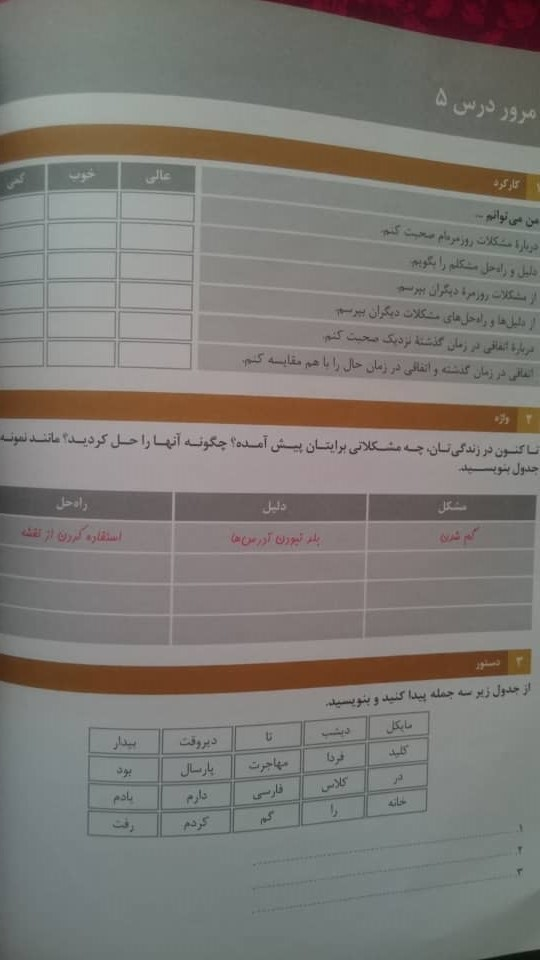 مرور درس ۵
۱ کارکرد
عالی خوب کمی
من می‌توانم ...
دربارهٔ مشکلات روزمره‌ام صحبت کنم.
دلیل و راه‌حل مشکلم را بگویم.
از مشکلات روزمرهٔ دیگران بپرسم.
از دلیل‌ها و راه‌حل‌های مشکلات دیگران بپرسم.
دربارهٔ اتفاقی در زمان گذشتهٔ نزدیک صحبت کنم.
اتفاقی در زمان گذشته و اتفاقی در زمان حال را با هم مقایسه کنم.
۲ واژه
تا کنون در زندگی‌تان، چه مشکلاتی برایتان پیش آمده؟ چگونه آنها را حل کردید؟ مانند نمونه
جدول بنویسید.
مشکل دلیل راه‌حل
گم شدن بلد نبودن آدرس‌ها استفاده کردن از نقشه
۳ دستور
از جدول زیر سه جمله پیدا کنید و بنویسید.
مایکل دیشب تا دیروقت بیدار
کلید فردا مهاجرت پارسال بود
در کلاس فارسی دارم یادم
خانه را گم کردم رفت
۱.
۲.
۳.